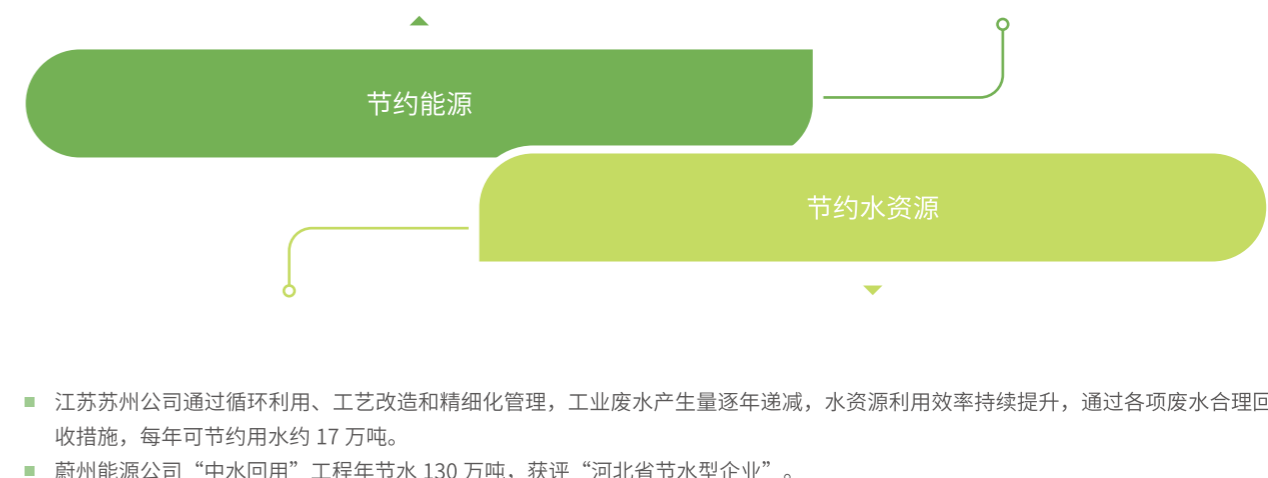 节约能源
节约水资源
江苏苏州公司通过循环利用、工艺改造和精细化管理，工业废水产生量逐年递减，水资源利用效率持续提升，通过各项废水合理回
收措施，每年可节约用水约 17 万吨。
蔚州能源公司“中水回用”工程年节水 130 万吨，获评“河北省节水型企业”。